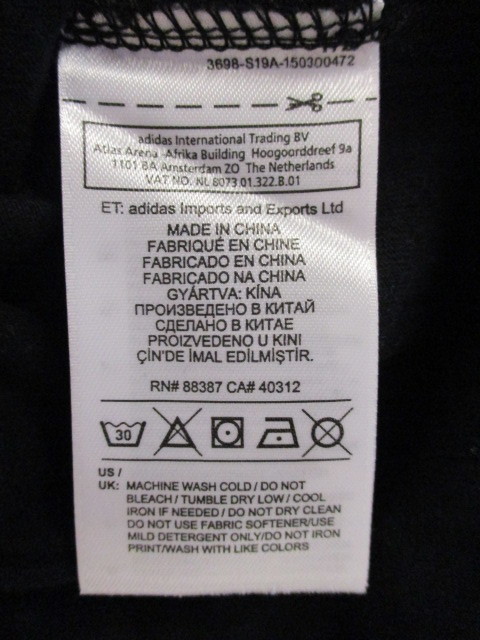 3698-S19A-150300472
adidas International Trading BV
Atlas Arena -Afrika Building Hoogoorddreef 9a
1101 BA Amsterdam ZO The Netherlands
VAT NO. NL 8073.01.322.B.01
ET: adidas Imports and Exports Ltd
MADE IN CHINA
FABRIQUÉ EN CHINE
FABRICADO EN CHINA
FABRICADO NA CHINA
GYÁRTVA: KÍNA
ПРОИЗВЕДЕНО В КИТАЙ
СДЕЛАНО В КИТАЕ
PROIZVEDENO U KINI
ÇİN'DE İMAL EDİLMİŞTİR.
RN# 88387 CA# 40312
30
US /
UK: MACHINE WASH COLD / DO NOT
BLEACH / TUMBLE DRY LOW / COOL
IRON IF NEEDED / DO NOT DRY CLEAN
DO NOT USE FABRIC SOFTENER/USE
MILD DETERGENT ONLY/DO NOT IRON
PRINT/WASH WITH LIKE COLORS